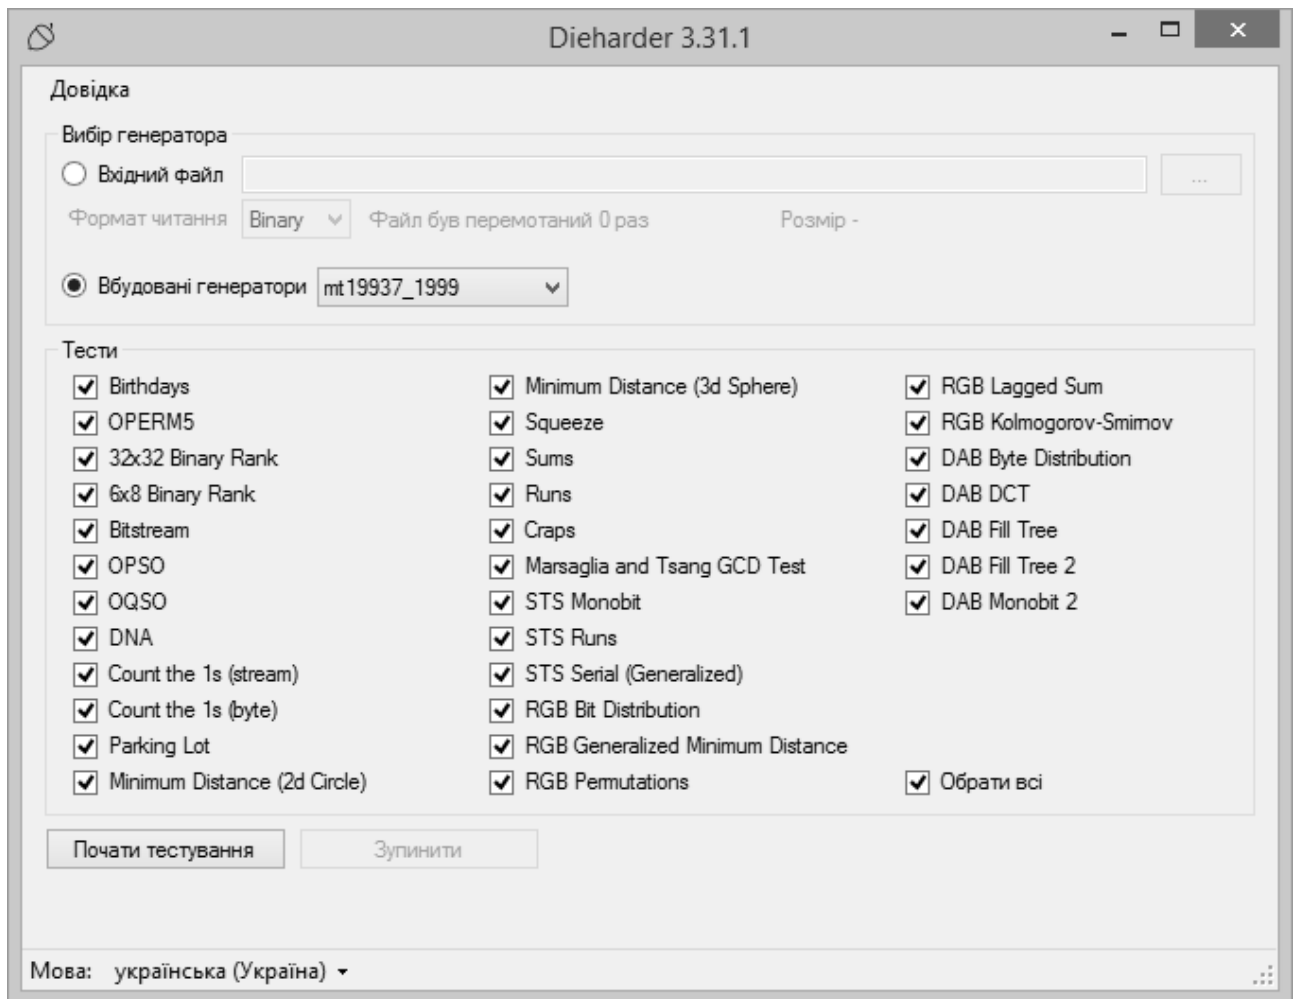 Dieharder 3.31.1
Довідка
Вибір генератора
Вхідний файл
...
Формат читання Binary Файл був перемотаний 0 раз Розмір -
Вбудовані генератори mt19937_1999
Тести
Birthdays Minimum Distance (3d Sphere) RGB Lagged Sum
OPERM5 Squeeze RGB Kolmogorov-Smirnov
32x32 Binary Rank Sums DAB Byte Distribution
6x8 Binary Rank Runs DAB DCT
Bitstream Craps DAB Fill Tree
OPSO Marsaglia and Tsang GCD Test DAB Fill Tree 2
OQSO STS Monobit DAB Monobit 2
DNA STS Runs
Count the 1s (stream) STS Serial (Generalized)
Count the 1s (byte) RGB Bit Distribution
Parking Lot RGB Generalized Minimum Distance
Minimum Distance (2d Circle) RGB Permutations Обрати всі
Почати тестування Зупинити
Мова: українська (Україна)